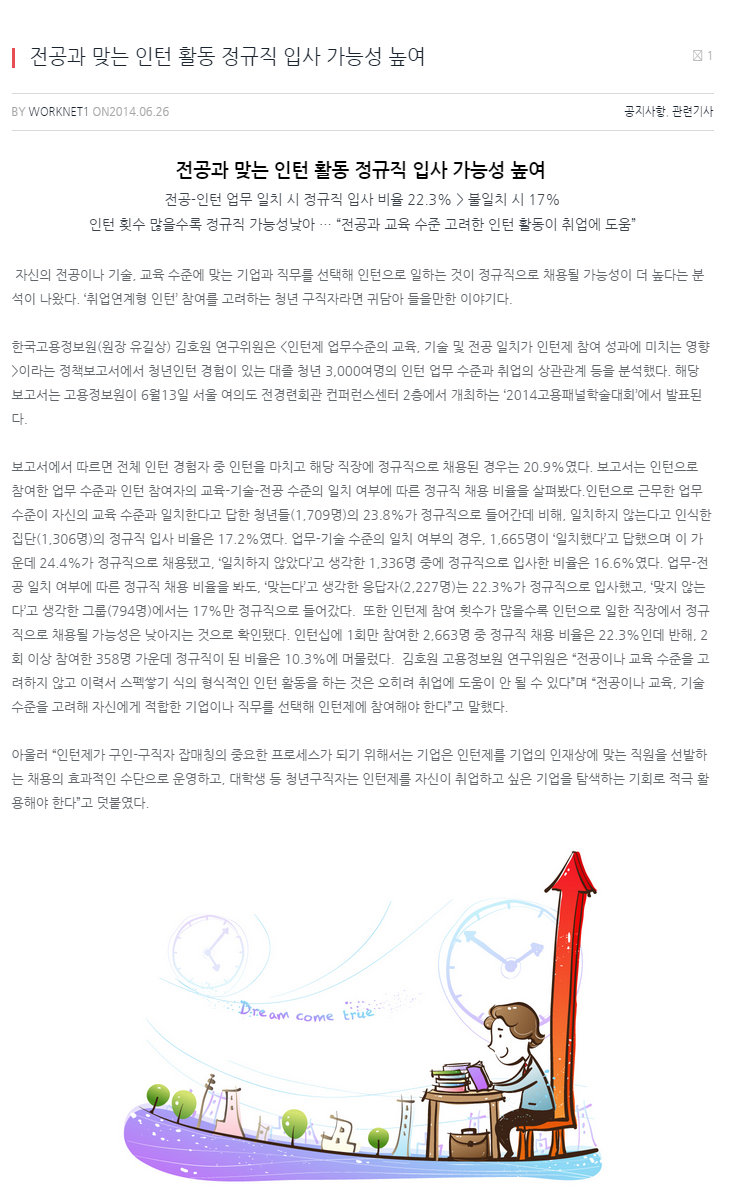 전공과 맞는 인턴 활동 정규직 입사 가능성 높여
1
BY WORKNET1 ON2014.06.26
공지사항, 관련기사
전공과 맞는 인턴 활동 정규직 입사 가능성 높여
전공-인턴 업무 일치 시 정규직 입사 비율 22.3% > 불일치 시 17%
인턴 횟수 많을수록 정규직 가능성낮아 … “전공과 교육 수준 고려한 인턴 활동이 취업에 도움”
자신의 전공이나 기술, 교육 수준에 맞는 기업과 직무를 선택해 인턴으로 일하는 것이 정규직으로 채용될 가능성이 더 높다는 분
석이 나왔다. ‘취업연계형 인턴’ 참여를 고려하는 청년 구직자라면 귀담아 들을만한 이야기다.
한국고용정보원(원장 유길상) 김호원 연구위원은 <인턴제 업무수준의 교육, 기술 및 전공 일치가 인턴제 참여 성과에 미치는 영향
>이라는 정책보고서에서 청년인턴 경험이 있는 대졸 청년 3,000여명의 인턴 업무 수준과 취업의 상관관계 등을 분석했다. 해당
보고서는 고용정보원이 6월13일 서울 여의도 전경련회관 컨퍼런스센터 2층에서 개최하는 ‘2014고용패널학술대회’에서 발표된
다.
보고서에서 따르면 전체 인턴 경험자 중 인턴을 마치고 해당 직장에 정규직으로 채용된 경우는 20.9%였다. 보고서는 인턴으로
참여한 업무 수준과 인턴 참여자의 교육-기술-전공 수준의 일치 여부에 따른 정규직 채용 비율을 살펴봤다.인턴으로 근무한 업무
수준이 자신의 교육 수준과 일치한다고 답한 청년들(1,709명)의 23.8%가 정규직으로 들어간데 비해, 일치하지 않는다고 인식한
집단(1,306명)의 정규직 입사 비율은 17.2%였다. 업무-기술 수준의 일치 여부의 경우, 1,665명이 ‘일치했다’고 답했으며 이 가
운데 24.4%가 정규직으로 채용됐고, ‘일치하지 않았다’고 생각한 1,336명 중에 정규직으로 입사한 비율은 16.6%였다. 업무-전
공 일치 여부에 따른 정규직 채용 비율을 봐도, ‘맞는다’고 생각한 응답자(2,227명)는 22.3%가 정규직으로 입사했고, ‘맞지 않는
다’고 생각한 그룹(794명)에서는 17%만 정규직으로 들어갔다.  또한 인턴제 참여 횟수가 많을수록 인턴으로 일한 직장에서 정규
직으로 채용될 가능성은 낮아지는 것으로 확인됐다. 인턴십에 1회만 참여한 2,663명 중 정규직 채용 비율은 22.3%인데 반해, 2
회 이상 참여한 358명 가운데 정규직이 된 비율은 10.3%에 머물렀다.  김호원 고용정보원 연구위원은 “전공이나 교육 수준을 고
려하지 않고 이력서 스펙쌓기 식의 형식적인 인턴 활동을 하는 것은 오히려 취업에 도움이 안 될 수 있다”며 “전공이나 교육, 기술
수준을 고려해 자신에게 적합한 기업이나 직무를 선택해 인턴제에 참여해야 한다”고 말했다.
아울러 “인턴제가 구인-구직자 잡매칭의 중요한 프로세스가 되기 위해서는 기업은 인턴제를 기업의 인재상에 맞는 직원을 선발하
는 채용의 효과적인 수단으로 운영하고, 대학생 등 청년구직자는 인턴제를 자신이 취업하고 싶은 기업을 탐색하는 기회로 적극 활
용해야 한다”고 덧붙였다.
Dream come true